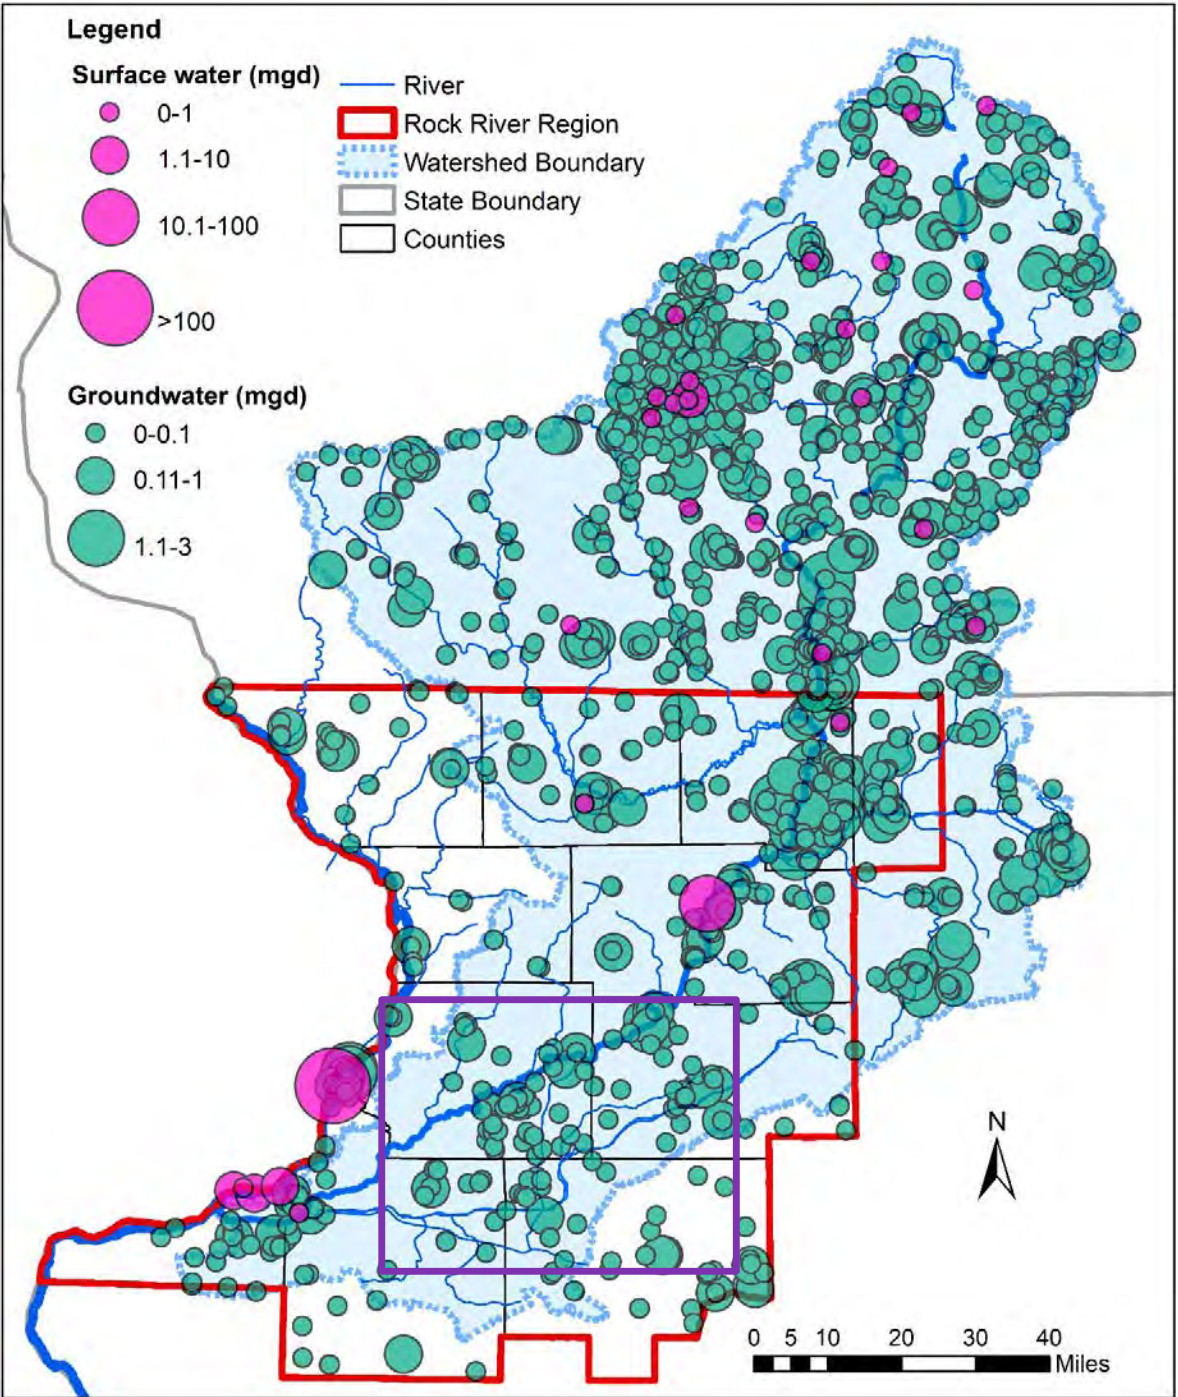 Legend
Surface water (mgd)
0-1
1.1-10
10.1-100
>100
Groundwater (mgd)
0-0.1
0.11-1
1.1-3
River
Rock River Region
Watershed Boundary
State Boundary
Counties
N
0 5 10 20 30 40
Miles